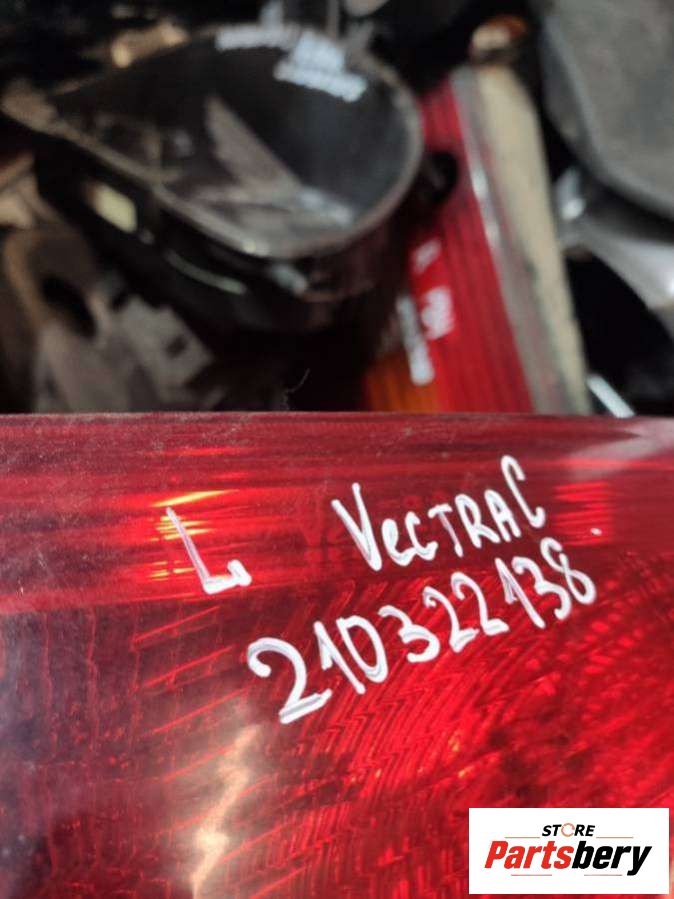 L VECTRA C
210322138
STORE
Partsbery